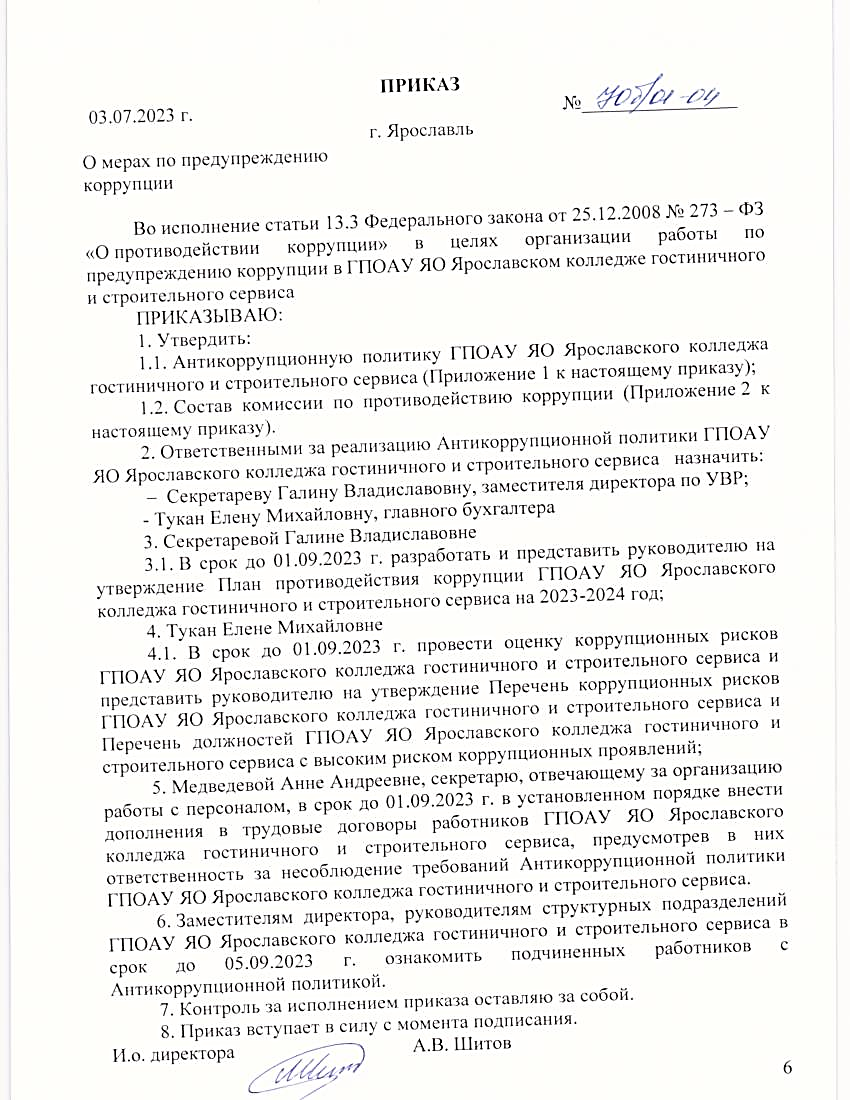 ПРИКАЗ
03.07.2023 г.
№ 70б/01-04
г. Ярославль
О мерах по предупреждению
коррупции
Во исполнение статьи 13.3 Федерального закона от 25.12.2008 № 273 – ФЗ
«О противодействии коррупции» в целях организации работы по
предупреждению коррупции в ГПОАУ ЯО Ярославском колледже гостиничного
и строительного сервиса
ПРИКАЗЫВАЮ:
1. Утвердить:
1.1. Антикоррупционную политику ГПОАУ ЯО Ярославского колледжа
гостиничного и строительного сервиса (Приложение 1 к настоящему приказу);
1.2. Состав комиссии по противодействию коррупции (Приложение 2 к
настоящему приказу).
2. Ответственными за реализацию Антикоррупционной политики ГПОАУ
ЯО Ярославского колледжа гостиничного и строительного сервиса назначить:
– Секретареву Галину Владиславовну, заместителя директора по УВР;
- Тукан Елену Михайловну, главного бухгалтера
3. Секретаревой Галине Владиславовне
3.1. В срок до 01.09.2023 г. разработать и представить руководителю на
утверждение План противодействия коррупции ГПОАУ ЯО Ярославского
колледжа гостиничного и строительного сервиса на 2023-2024 год;
4. Тукан Елене Михайловне
4.1. В срок до 01.09.2023 г. провести оценку коррупционных рисков
ГПОАУ ЯО Ярославского колледжа гостиничного и строительного сервиса и
представить руководителю на утверждение Перечень коррупционных рисков
ГПОАУ ЯО Ярославского колледжа гостиничного и строительного сервиса и
Перечень должностей ГПОАУ ЯО Ярославского колледжа гостиничного и
строительного сервиса с высоким риском коррупционных проявлений;
5. Медведевой Анне Андреевне, секретарю, отвечающему за организацию
работы с персоналом, в срок до 01.09.2023 г. в установленном порядке внести
дополнения в трудовые договоры работников ГПОАУ ЯО Ярославского
колледжа гостиничного и строительного сервиса, предусмотрев в них
ответственность за несоблюдение требований Антикоррупционной политики
ГПОАУ ЯО Ярославского колледжа гостиничного и строительного сервиса.
6. Заместителям директора, руководителям структурных подразделений
ГПОАУ ЯО Ярославского колледжа гостиничного и строительного сервиса в
срок до 05.09.2023 г. ознакомить подчиненных работников с
Антикоррупционной политикой.
7. Контроль за исполнением приказа оставляю за собой.
8. Приказ вступает в силу с момента подписания.
И.о. директора А.В. Шитов
6